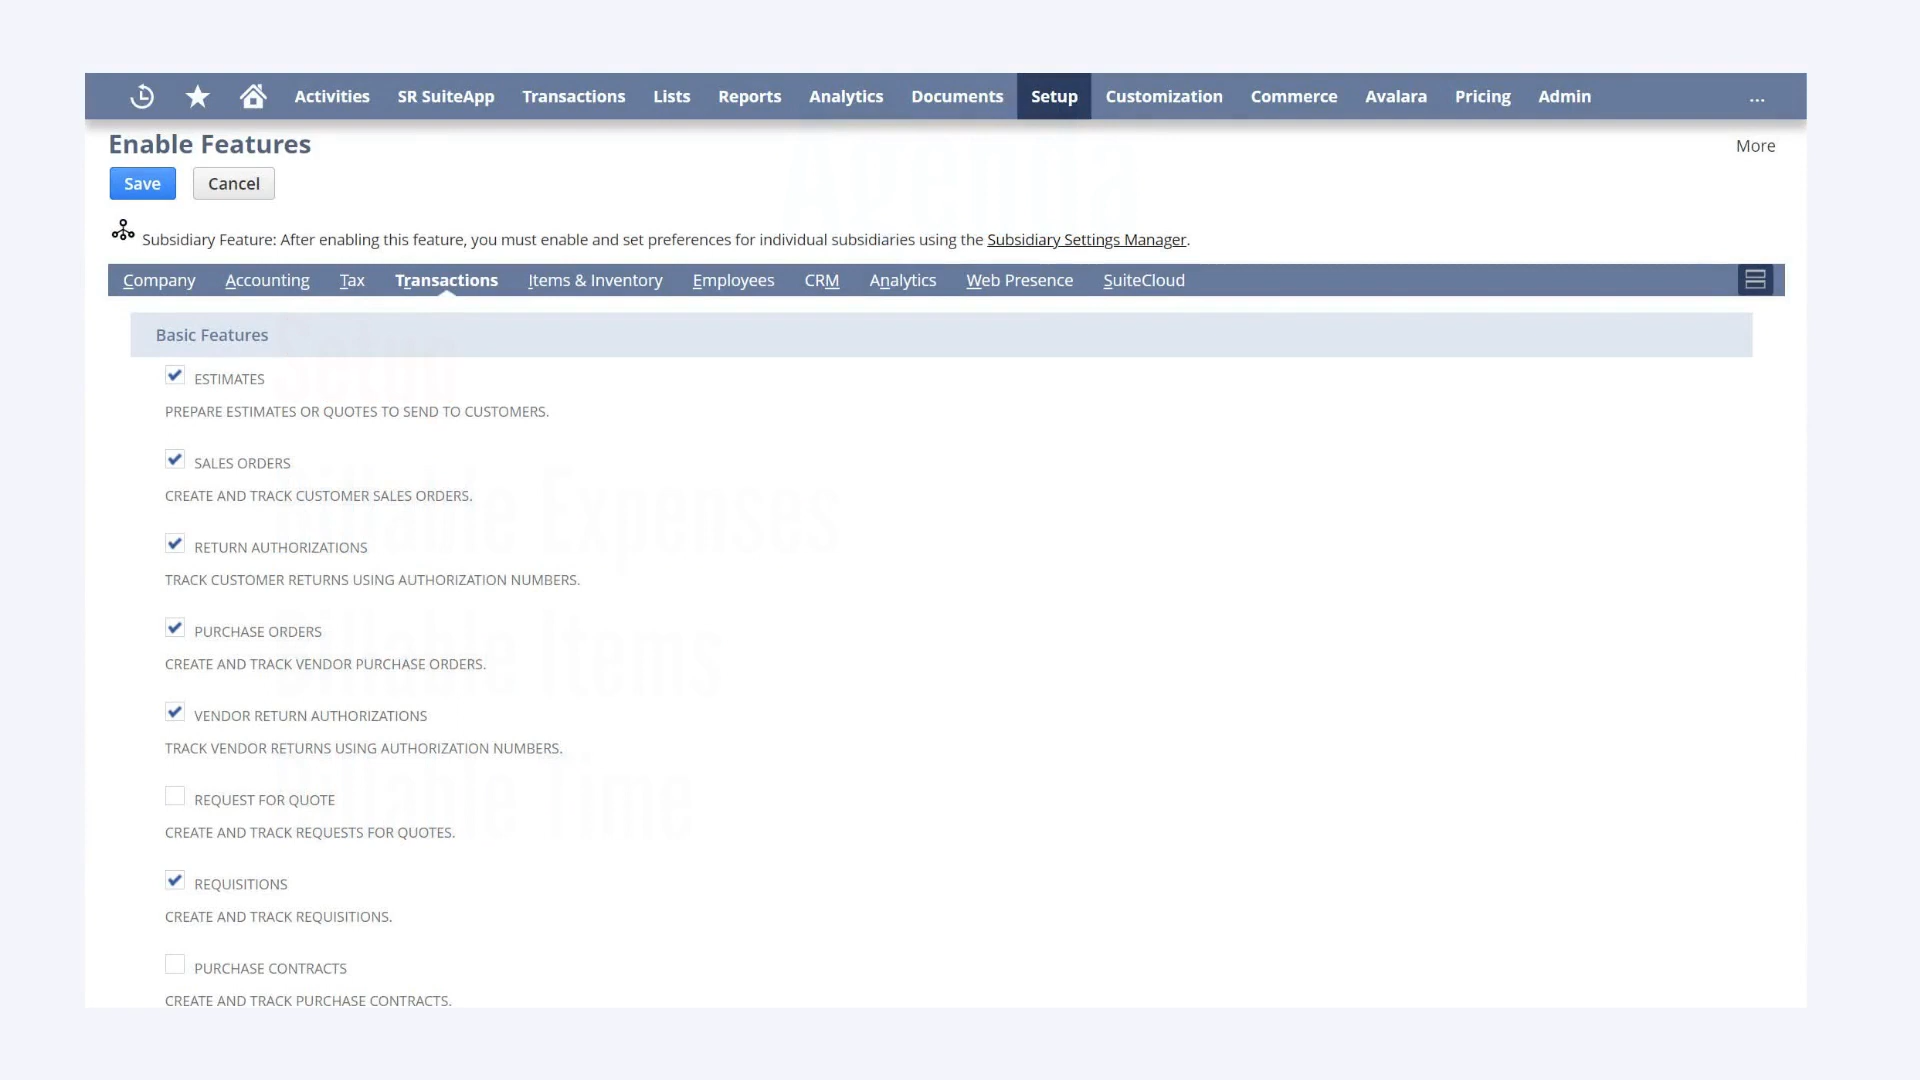 Activities SR SuiteApp Transactions Lists Reports Analytics Documents Setup Customization Commerce Avalara Pricing Admin ...
Enable Features
More
Save Cancel
Subsidiary Feature: After enabling this feature, you must enable and set preferences for individual subsidiaries using the Subsidiary Settings Manager.
Company Accounting Tax Transactions Items & Inventory Employees CRM Analytics Web Presence SuiteCloud
Basic Features
ESTIMATES
PREPARE ESTIMATES OR QUOTES TO SEND TO CUSTOMERS.
SALES ORDERS
CREATE AND TRACK CUSTOMER SALES ORDERS.
Billable Expenses
RETURN AUTHORIZATIONS
TRACK CUSTOMER RETURNS USING AUTHORIZATION NUMBERS.
PURCHASE ORDERS
Billable Items
CREATE AND TRACK VENDOR PURCHASE ORDERS.
VENDOR RETURN AUTHORIZATIONS
TRACK VENDOR RETURNS USING AUTHORIZATION NUMBERS.
Billable Time
REQUEST FOR QUOTE
CREATE AND TRACK REQUESTS FOR QUOTES.
REQUISITIONS
CREATE AND TRACK REQUISITIONS.
PURCHASE CONTRACTS
CREATE AND TRACK PURCHASE CONTRACTS.